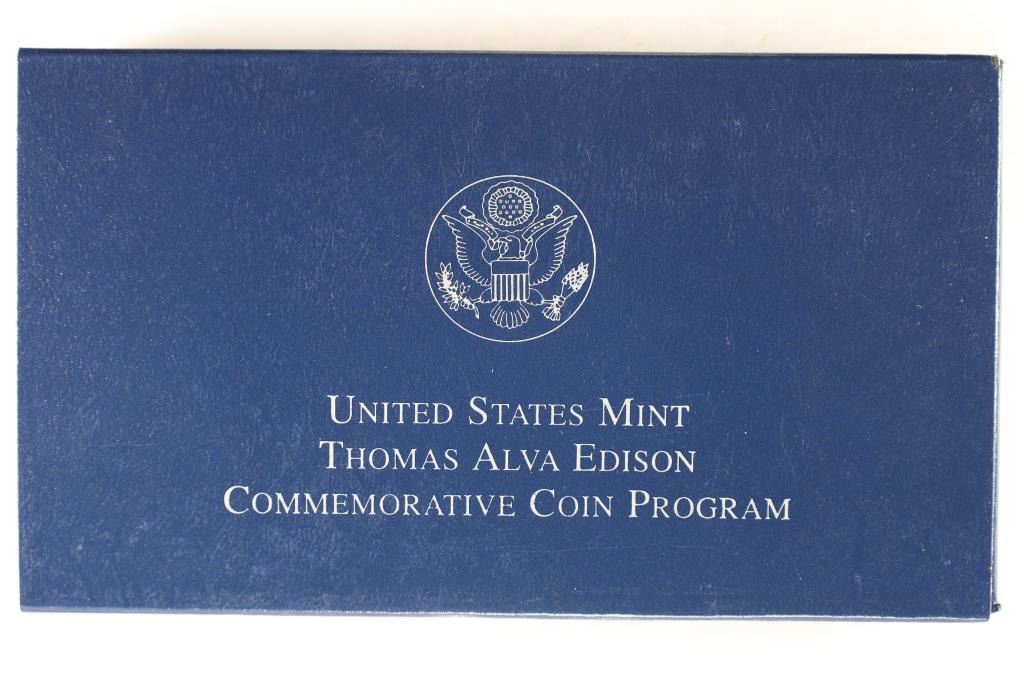 United States Mint
Thomas Alva Edison
Commemorative Coin Program